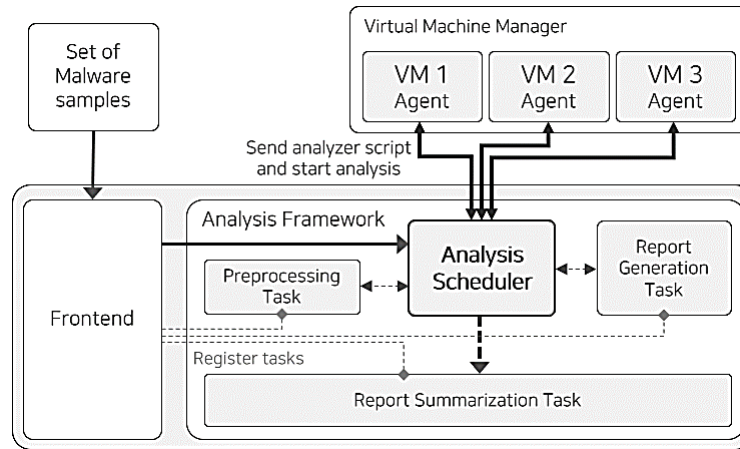 Virtual Machine Manager
Set of
Malware
samples
VM 1
Agent
VM 2
Agent
VM 3
Agent
Send analyzer script
and start analysis
Analysis Framework
Analysis
Scheduler
Report
Generation
Task
Preprocessing
Task
Frontend
Register tasks
Report Summarization Task